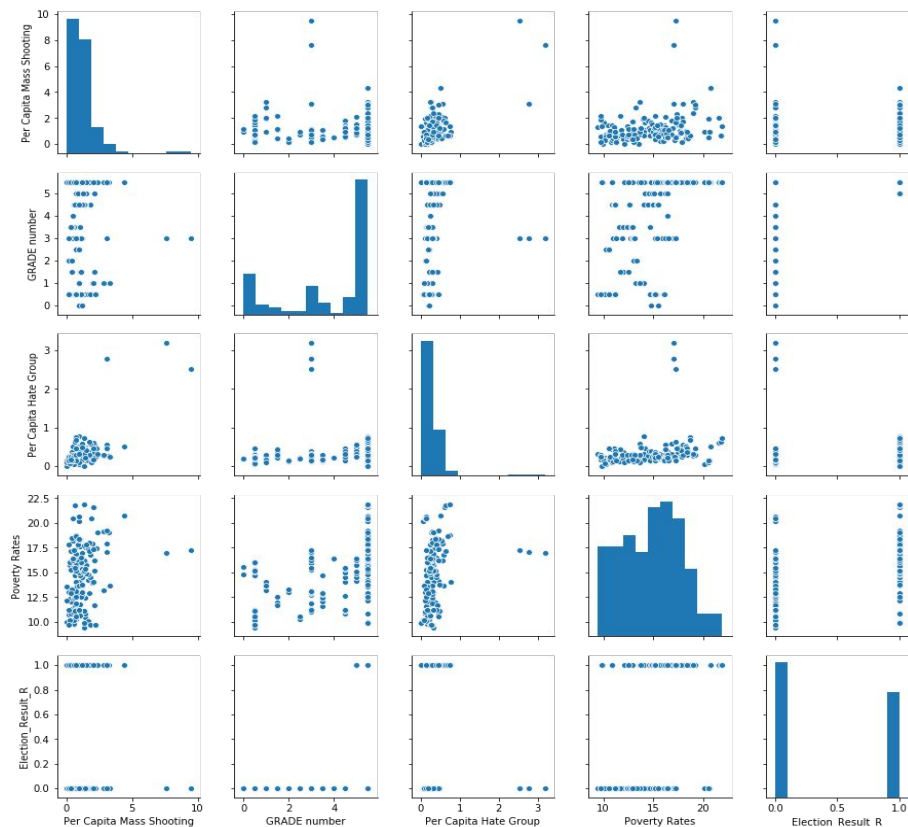 Per Capita Mass Shooting
10
8
6
4
2
0
GRADE number
5
4
3
2
1
0
Per Capita Hate Group
3
2
1
0
Poverty Rates
22.5
20.0
17.5
15.0
12.5
10.0
Election_Result_R
1.0
0.8
0.6
0.4
0.2
0.0
0 5 10
0 2 4
0 1 2 3
10 15 20
0.0 0.5 1.0
Per Capita Mass Shooting GRADE number Per Capita Hate Group Poverty Rates Election_Result_R